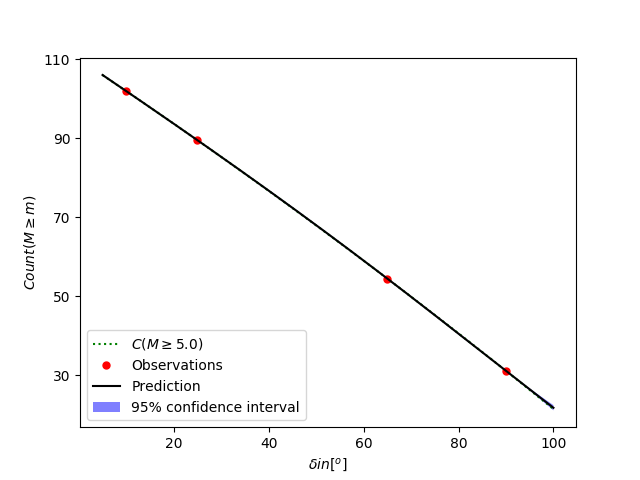 110
90
70
50
30
Count(M ≥ m)
C(M ≥ 5.0)
Observations
Prediction
95% confidence interval
20 40 60 80 100
δin[°]